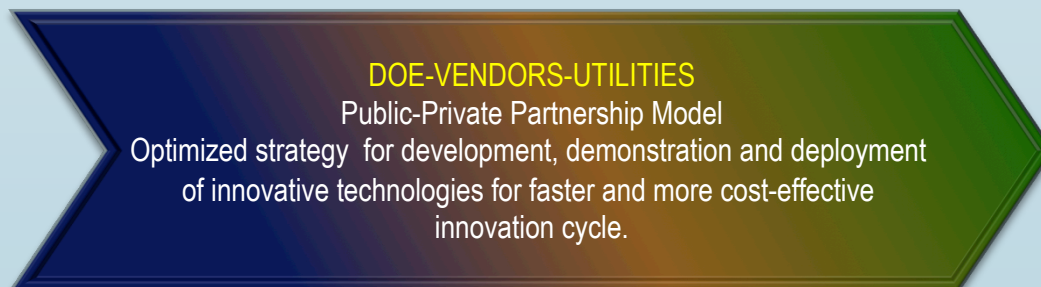 DOE-VENDORS-UTILITIES
Public-Private Partnership Model
Optimized strategy for development, demonstration and deployment
of innovative technologies for faster and more cost-effective
innovation cycle.